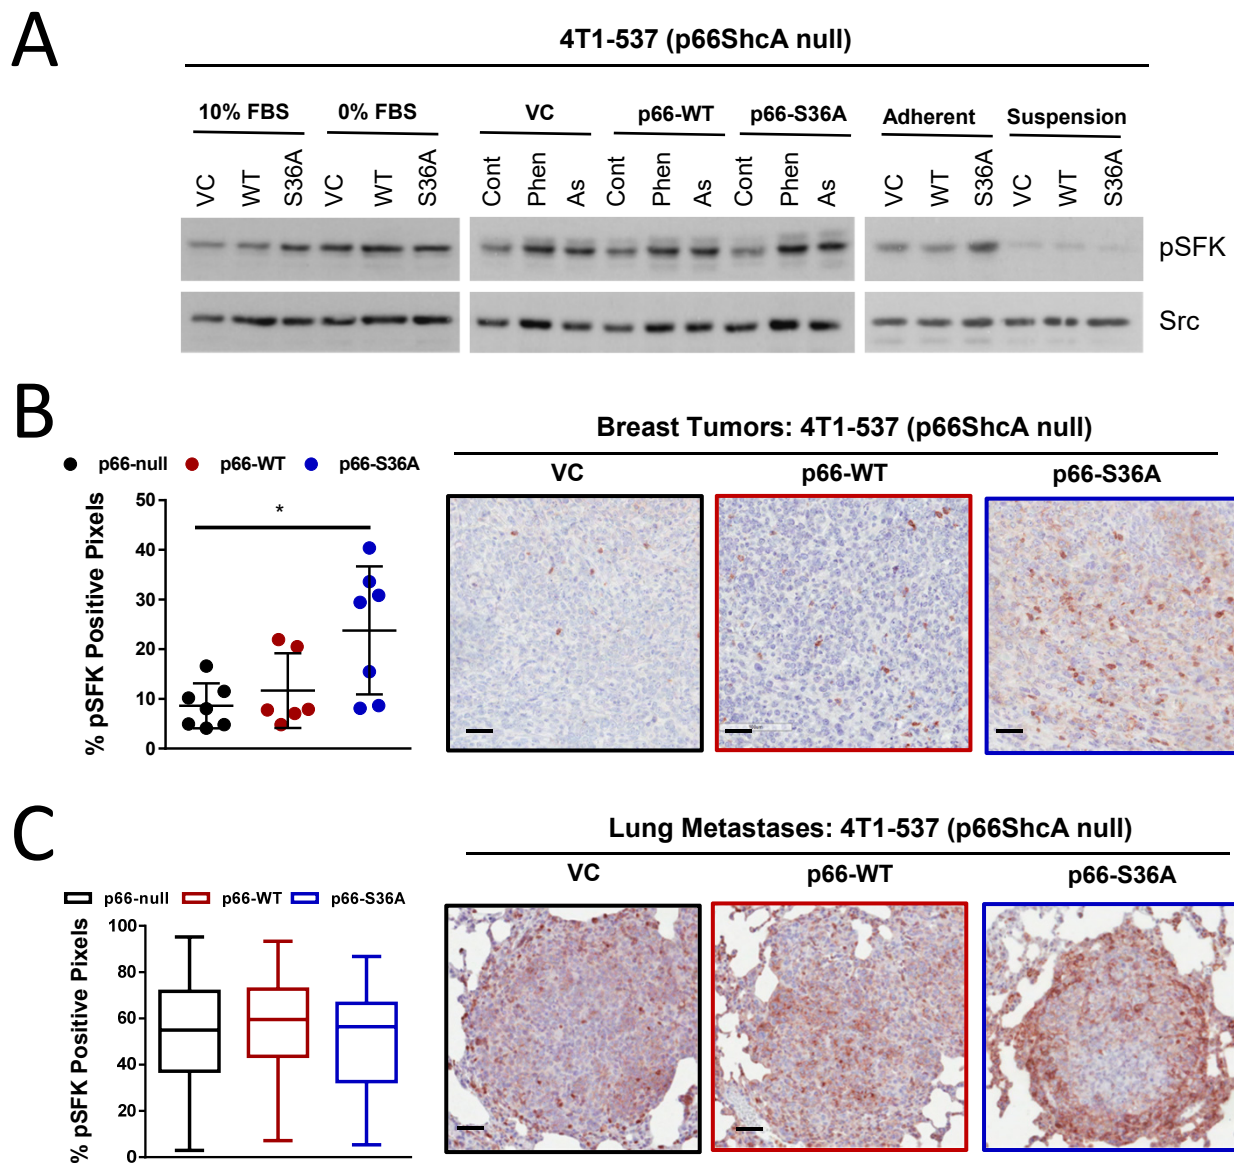 A
4T1-537 (p66ShcA null)
10% FBS 0% FBS VC p66-WT p66-S36A Adherent Suspension
VC WT S36A VC WT S36A Cont Phen As Cont Phen As Cont Phen As VC WT S36A VC WT S36A
pSFK
Src
B
Breast Tumors: 4T1-537 (p66ShcA null)
p66-null p66-WT p66-S36A
VC p66-WT p66-S36A
% pSFK Positive Pixels
50
40
30
20
10
0
*
C
Lung Metastases: 4T1-537 (p66ShcA null)
VC p66-WT p66-S36A
p66-null p66-WT p66-S36A
% pSFK Positive Pixels
100
80
60
40
20
0